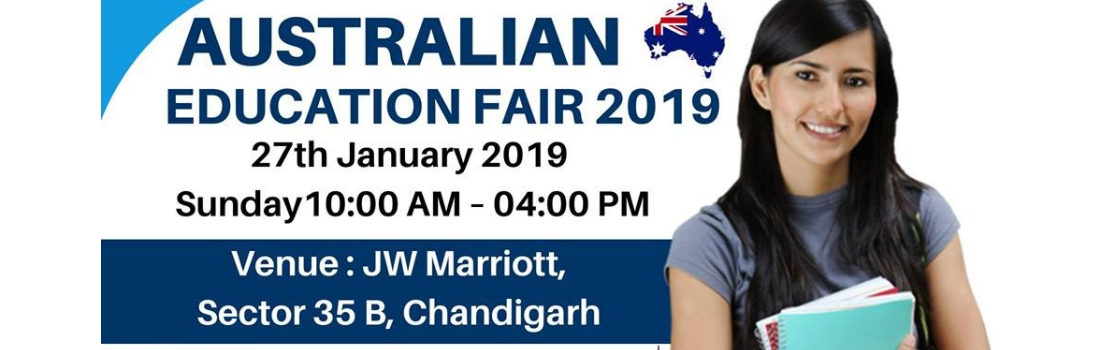 AUSTRALIAN
EDUCATION FAIR 2019
27th January 2019
Sunday10:00 AM – 04:00 PM
Venue : JW Marriott,
Sector 35 B, Chandigarh